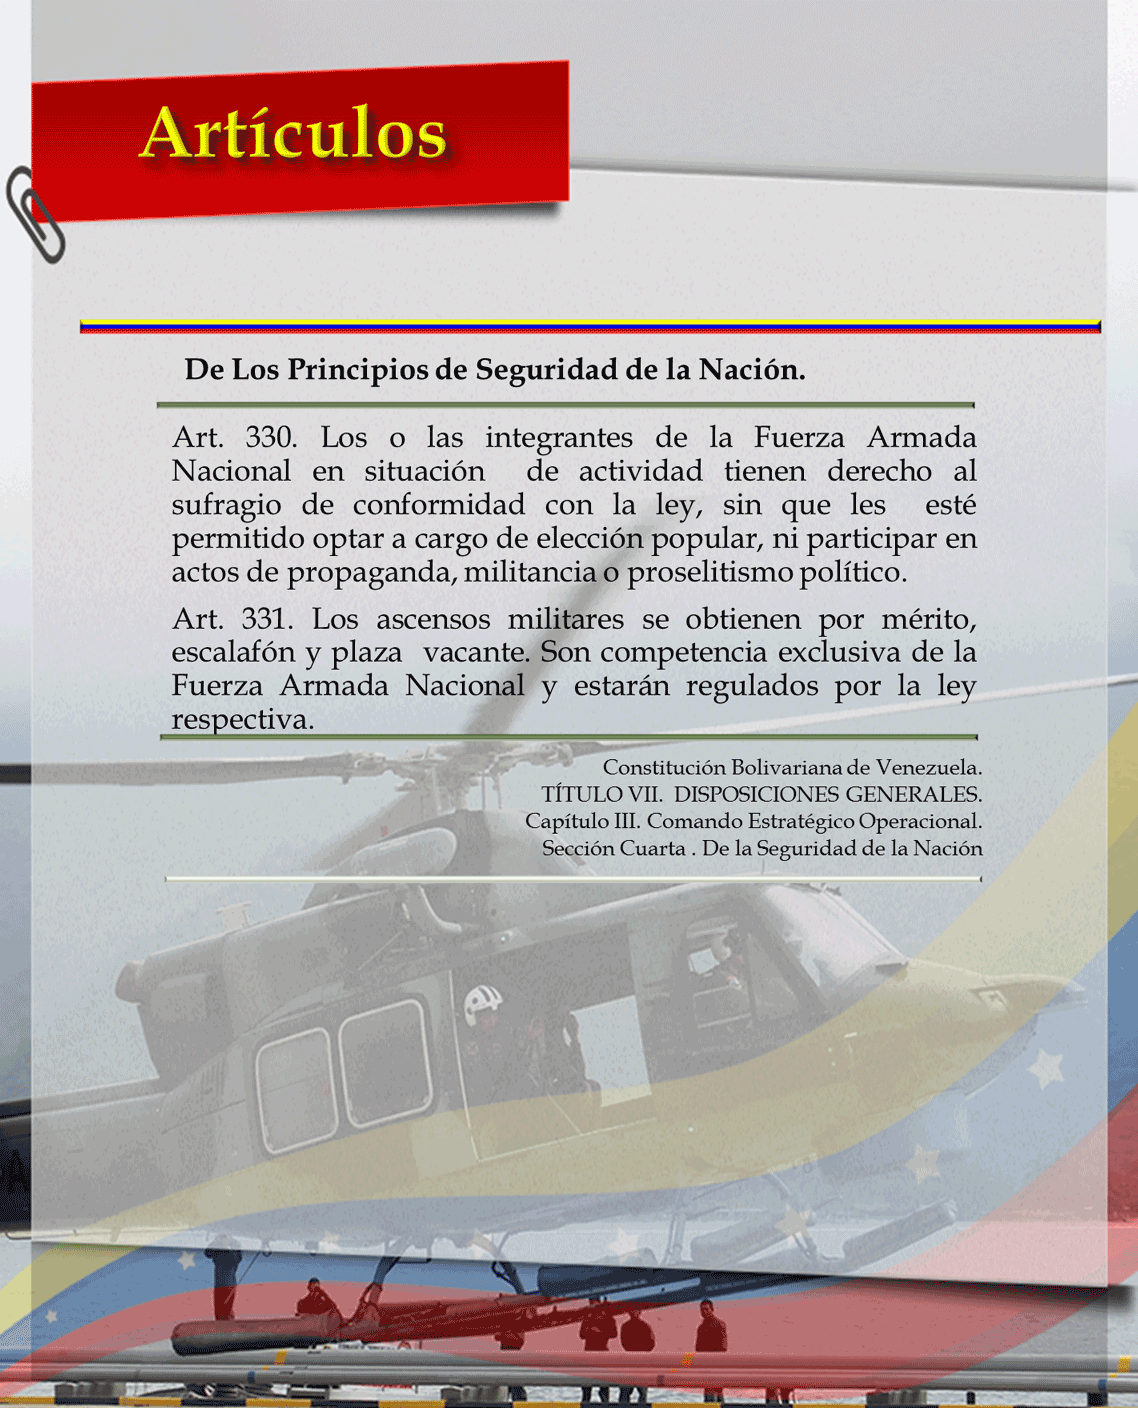 Artículos
De Los Principios de Seguridad de la Nación.
Art. 330. Los o las integrantes de la Fuerza Armada
Nacional en situación de actividad tienen derecho al
sufragio de conformidad con la ley, sin que les esté
permitido optar a cargo de elección popular, ni participar en
actos de propaganda, militancia o proselitismo político.
Art. 331. Los ascensos militares se obtienen por mérito,
escalafón y plaza vacante. Son competencia exclusiva de la
Fuerza Armada Nacional y estarán regulados por la ley
respectiva.
Constitución Bolivariana de Venezuela.
TÍTULO VII. DISPOSICIONES GENERALES.
Capítulo III. Comando Estratégico Operacional.
Sección Cuarta . De la Seguridad de la Nación